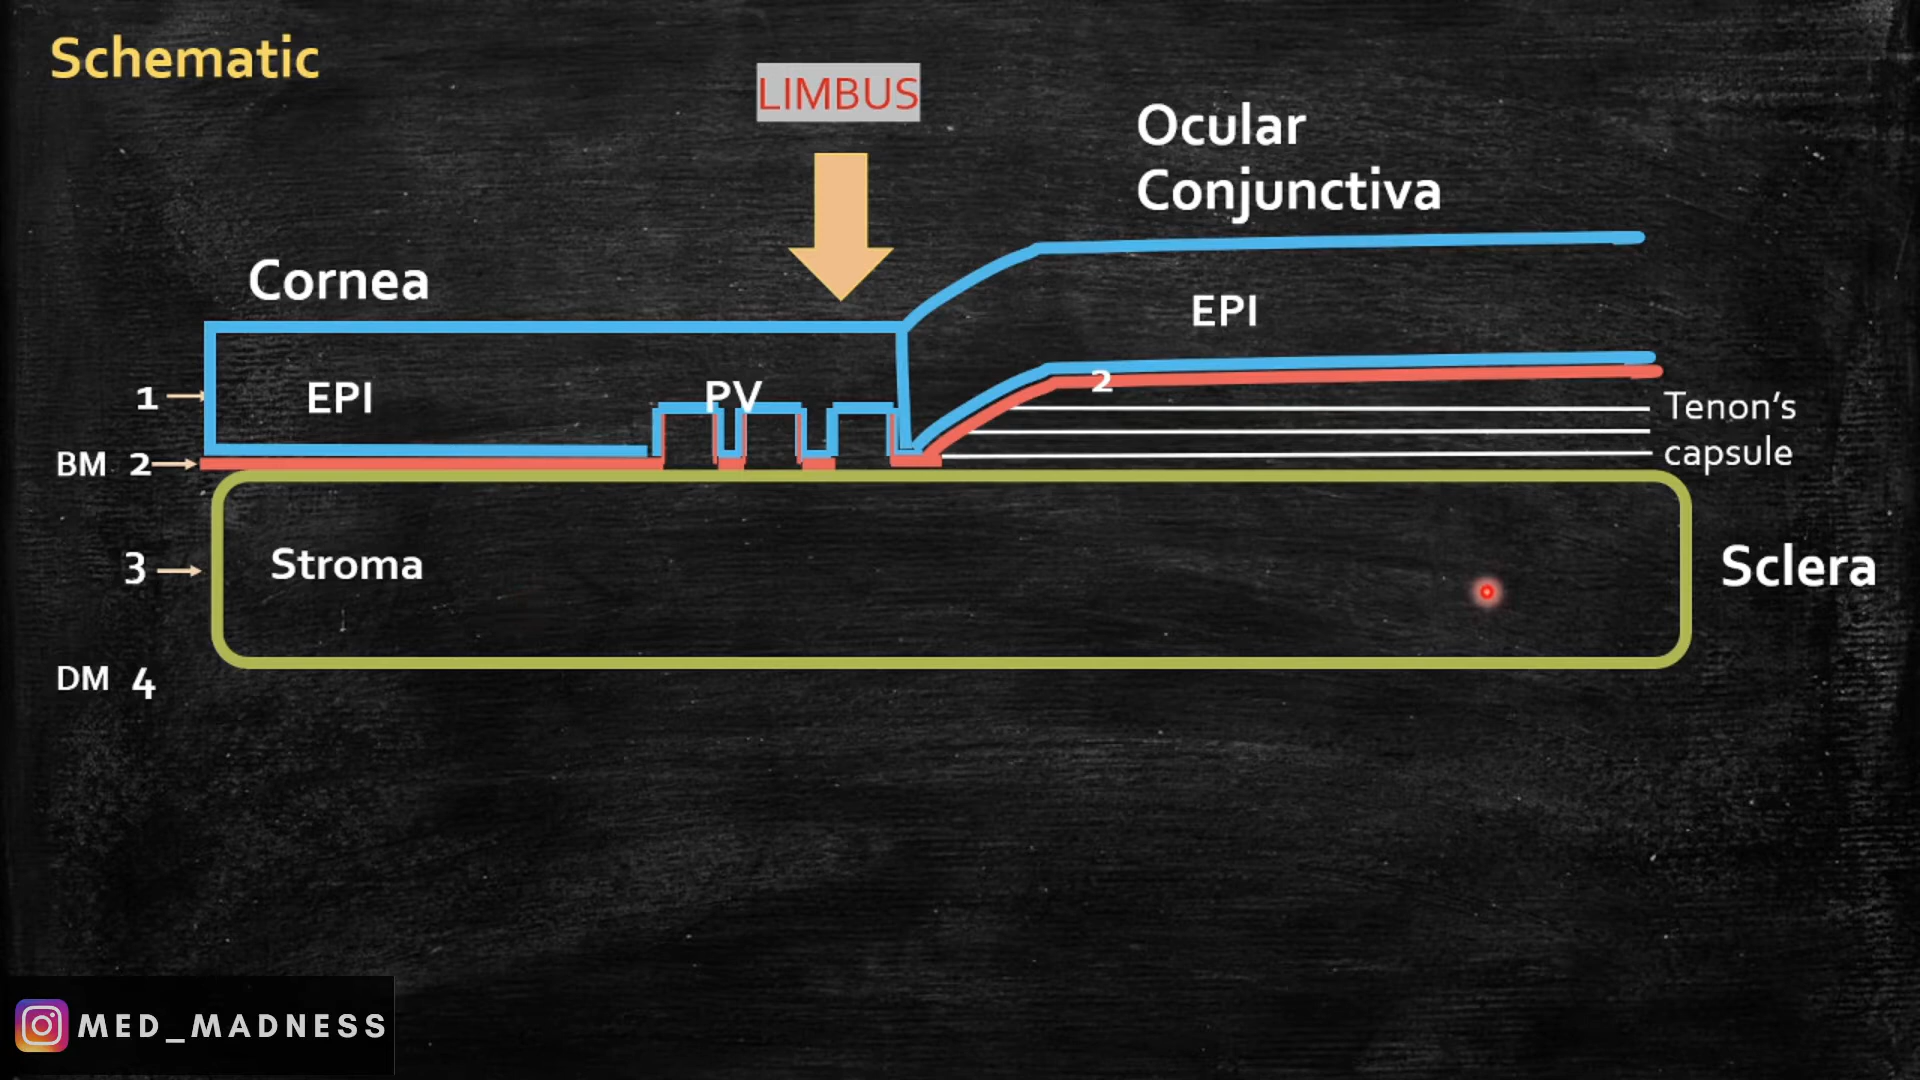 Schematic
LIMBUS
Ocular
Conjunctiva
Cornea
EPI
1
EPI
PV
2
Tenon's
capsule
BM 2
3
Stroma
Sclera
DM 4
MED_MADNESS